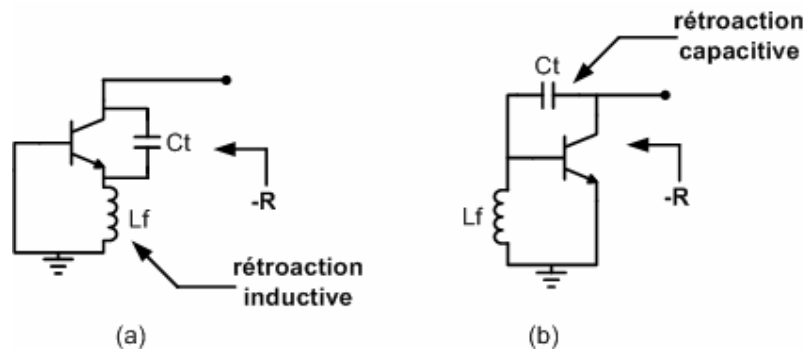 rétroaction
capacitive
Ct
Ct
-R
-R
Lf
Lf
rétroaction
inductive
(a)
(b)